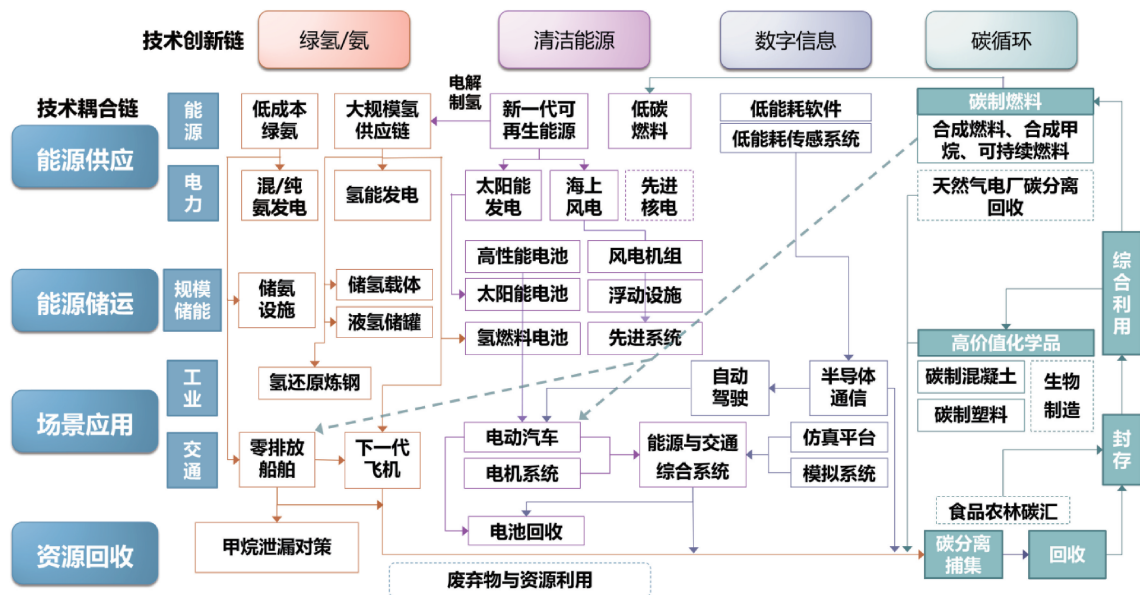 技术创新链
绿氢/氨
清洁能源
数字信息
碳循环
技术耦合链
能源供应
能源
低成本
绿氨
大规模氢
供应链
电解
制氢
新一代可
再生能源
低碳
燃料
低能耗软件
低能耗传感系统
碳制燃料
合成燃料、合成甲
烷、可持续燃料
电力
混/纯
氨发电
氢能发电
太阳能
发电
海上
风电
先进
核电
天然气电厂碳分离
回收
能源储运
规模
储能
储氨
设施
储氢载体
液氢储罐
高性能电池
太阳能电池
氢燃料电池
风电机组
浮动设施
先进系统
综合利用
高价值化学品
碳制混凝土
碳制塑料
生物
制造
场景应用
工业
氢还原炼钢
自动
驾驶
半导体
通信
交通
零排放
船舶
下一代
飞机
电动汽车
电机系统
能源与交通
综合系统
仿真平台
模拟系统
封存
食品农林碳汇
资源回收
甲烷泄漏对策
电池回收
废弃物与资源利用
碳分离
捕集
回收